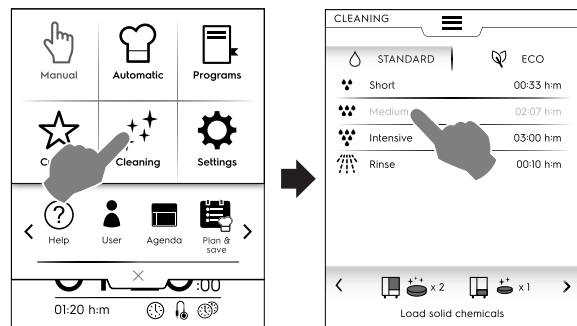 Manual Automatic Programs
Cleaning Settings
Help User Agenda Plan & save
:00
01:20 h:m
CLEANING
STANDARD ECO
Short 00:33 h:m
Medium 02:07 h:m
Intensive 03:00 h:m
Rinse 00:10 h:m
x 2 x 1
Load solid chemicals